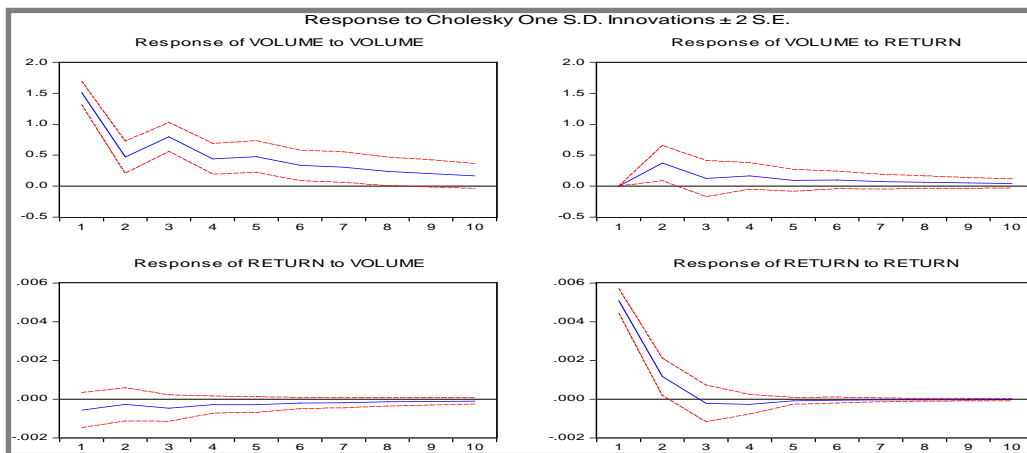 Response to Cholesky One S.D. Innovations ± 2 S.E.
Response of VOLUME to VOLUME
2.0
1.5
1.0
0.5
0.0
-0.5
1 2 3 4 5 6 7 8 9 10
Response of VOLUME to RETURN
2.0
1.5
1.0
0.5
0.0
-0.5
1 2 3 4 5 6 7 8 9 10
Response of RETURN to VOLUME
.006
.004
.002
.000
-.002
1 2 3 4 5 6 7 8 9 10
Response of RETURN to RETURN
.006
.004
.002
.000
-.002
1 2 3 4 5 6 7 8 9 10